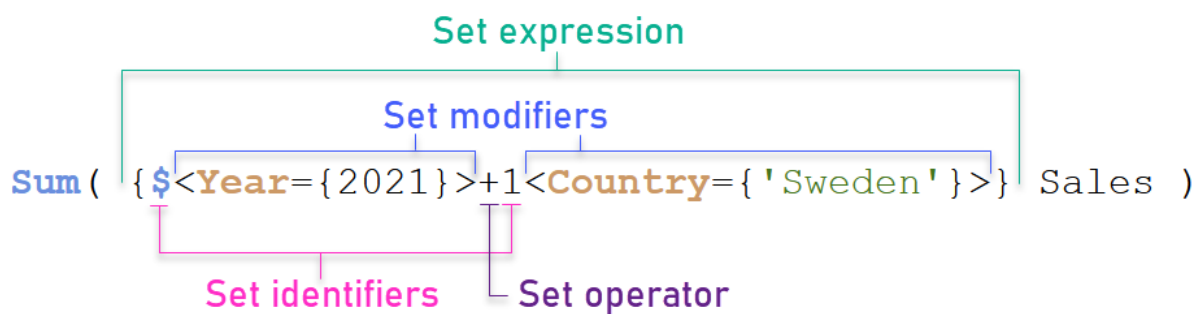 Set expression
Set modifiers
Sum( {$<Year={2021}>+1<Country={'Sweden'}>} Sales )
Set identifiers
Set operator